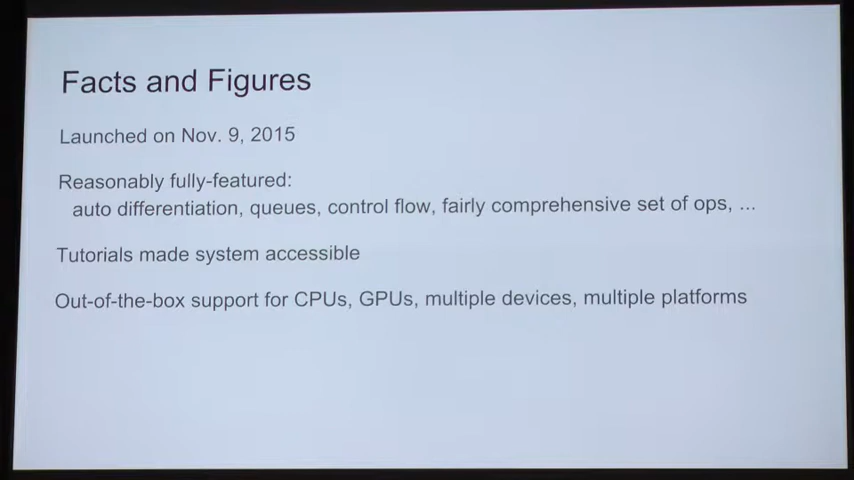 Facts and Figures
Launched on Nov. 9, 2015
Reasonably fully-featured:
auto differentiation, queues, control flow, fairly comprehensive set of ops, ...
Tutorials made system accessible
Out-of-the-box support for CPUs, GPUs, multiple devices, multiple platforms